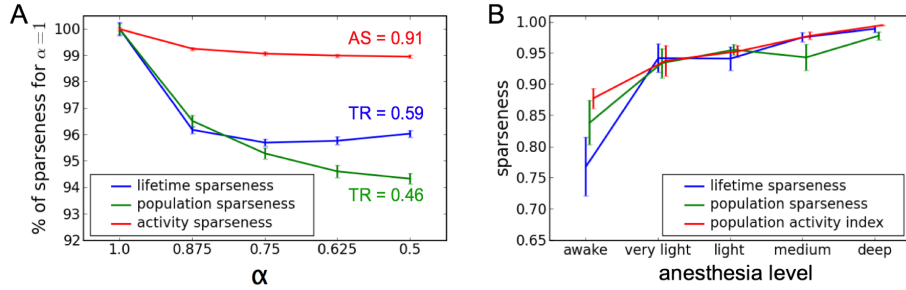 A
% of sparseness for α=1
100
99
98
97
96
95
94
93
92
AS = 0.91
TR = 0.59
TR = 0.46
lifetime sparseness
population sparseness
activity sparseness
1.0
0.875
0.75
0.625
0.5
α
B
sparseness
1.00
0.95
0.90
0.85
0.80
0.75
0.70
0.65
lifetime sparseness
population sparseness
population activity index
awake
very light
light
medium
deep
anesthesia level